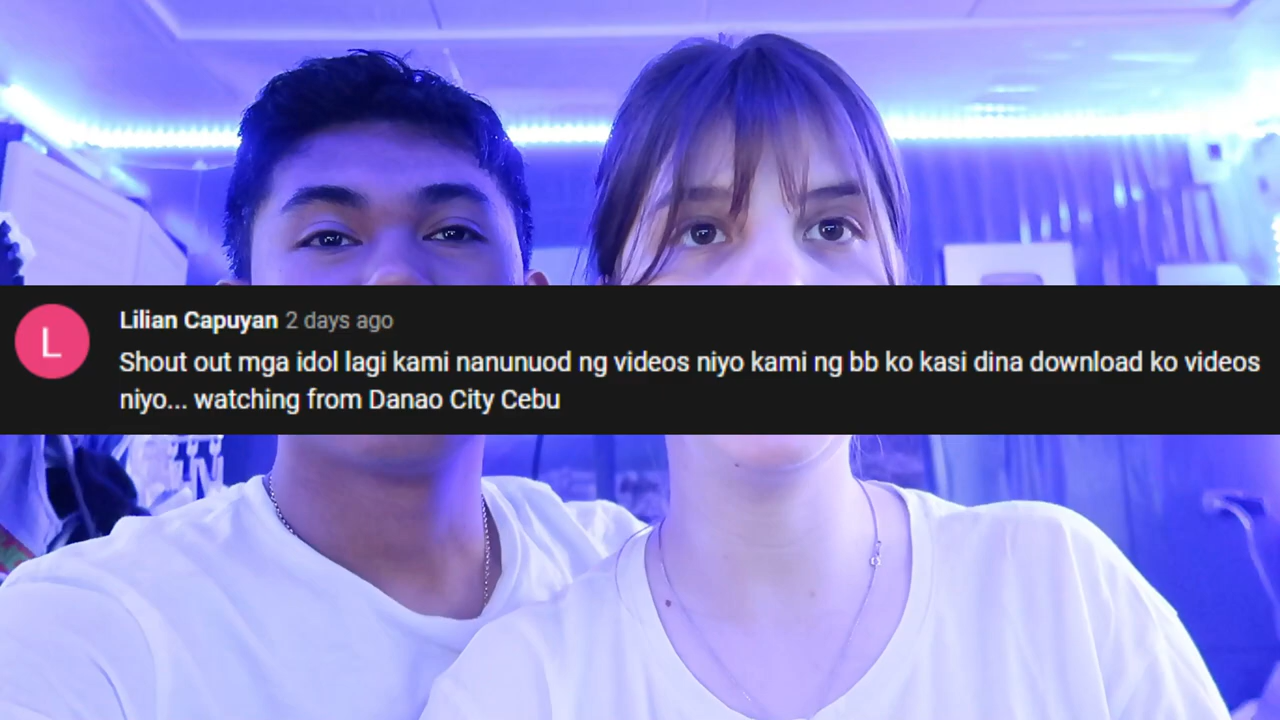 L
Lilian Capuyan 2 days ago
Shout out mga idol lagi kami nanunuod ng videos niyo kami ng bb ko kasi dina download ko videos
niyo... watching from Danao City Cebu